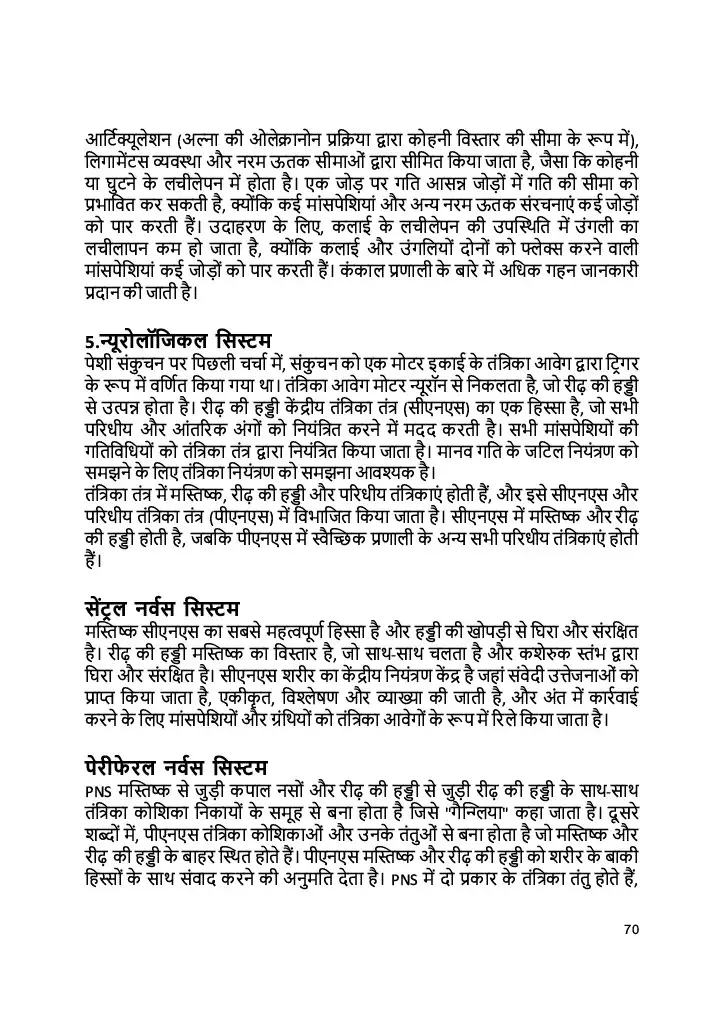 आर्टिक्यूलेशन (अल्ना की ओलेक्रानोन प्रक्रिया द्वारा कोहनी विस्तार की सीमा के रूप में),
लिगामेंटस व्यवस्था और नरम ऊतक सीमाओं द्वारा सीमित किया जाता है, जैसा कि कोहनी
या घुटने के लचीलेपन में होता है। एक जोड़ पर गति आसन्न जोड़ों में गति की सीमा को
प्रभावित कर सकती है, क्योंकि कई मांसपेशियां और अन्य नरम ऊतक संरचनाएं कई जोड़ों
को पार करती हैं। उदाहरण के लिए, कलाई के लचीलेपन की उपस्थिति में उंगली का
लचीलापन कम हो जाता है, क्योंकि कलाई और उंगलियों दोनों को फ्लेक्स करने वाली
मांसपेशियां कई जोड़ों को पार करती हैं। कंकाल प्रणाली के बारे में अधिक गहन जानकारी
प्रदान की जाती है।
5.न्यूरोलॉजिकल सिस्टम
पेशी संकुचन पर पिछली चर्चा में, संकुचन को एक मोटर इकाई के तंत्रिका आवेग द्वारा ट्रिगर
के रूप में वर्णित किया गया था। तंत्रिका आवेग मोटर न्यूरॉन से निकलता है, जो रीढ़ की हड्डी
से उत्पन्न होता है। रीढ़ की हड्डी केंद्रीय तंत्रिका तंत्र (सीएनएस) का एक हिस्सा है, जो सभी
परिधीय और आंतरिक अंगों को नियंत्रित करने में मदद करती है। सभी मांसपेशियों की
गतिविधियों को तंत्रिका तंत्र द्वारा नियंत्रित किया जाता है। मानव गति के जटिल नियंत्रण को
समझने के लिए तंत्रिका नियंत्रण को समझना आवश्यक है।
तंत्रिका तंत्र में मस्तिष्क, रीढ़ की हड्डी और परिधीय तंत्रिकाएं होती हैं, और इसे सीएनएस और
परिधीय तंत्रिका तंत्र (पीएनएस) में विभाजित किया जाता है। सीएनएस में मस्तिष्क और रीढ़
की हड्डी होती है, जबकि पीएनएस में स्वैच्छिक प्रणाली के अन्य सभी परिधीय तंत्रिकाएं होती
हैं।
सेंट्रल नर्वस सिस्टम
मस्तिष्क सीएनएस का सबसे महत्वपूर्ण हिस्सा है और हड्डी की खोपड़ी से घिरा और संरक्षित
है। रीढ़ की हड्डी मस्तिष्क का विस्तार है, जो साथ-साथ चलता है और कशेरुक स्तंभ द्वारा
घिरा और संरक्षित है। सीएनएस शरीर का केंद्रीय नियंत्रण केंद्र है जहां संवेदी उत्तेजनाओं को
प्राप्त किया जाता है, एकीकृत, विश्लेषण और व्याख्या की जाती है, और अंत में कार्रवाई
करने के लिए मांसपेशियों और ग्रंथियों को तंत्रिका आवेगों के रूप में रिले किया जाता है।
पेरीफेरल नर्वस सिस्टम
PNS मस्तिष्क से जुड़ी कपाल नसों और रीढ़ की हड्डी से जुड़ी रीढ़ की हड्डी के साथ-साथ
तंत्रिका कोशिका निकायों के समूह से बना होता है जिसे "गैन्ग्लिया" कहा जाता है। दूसरे
शब्दों में, पीएनएस तंत्रिका कोशिकाओं और उनके तंतुओं से बना होता है जो मस्तिष्क और
रीढ़ की हड्डी के बाहर स्थित होते हैं। पीएनएस मस्तिष्क और रीढ़ की हड्डी को शरीर के बाकी
हिस्सों के साथ संवाद करने की अनुमति देता है। PNS में दो प्रकार के तंत्रिका तंतु होते हैं,
70